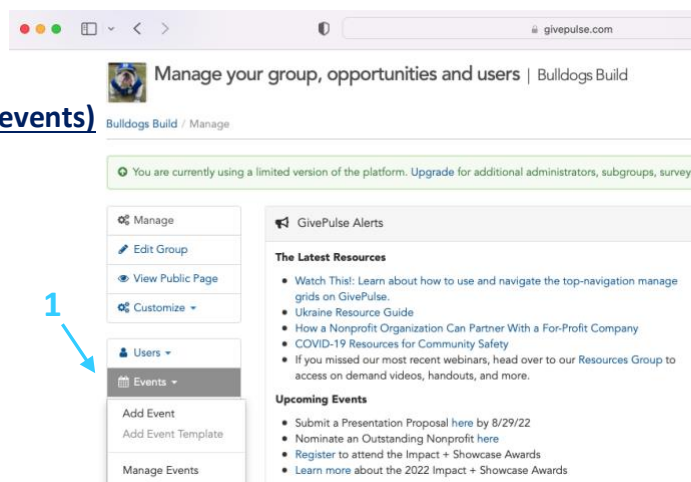 givepulse.com
Manage your group, opportunities and users | Bulldogs Build
events)
Bulldogs Build / Manage
You are currently using a limited version of the platform. Upgrade for additional administrators, subgroups, survey
Manage
Edit Group
View Public Page
Customize
1
Users
Events
Add Event
Add Event Template
Manage Events
GivePulse Alerts
The Latest Resources
• Watch This!: Learn about how to use and navigate the top-navigation manage
grids on GivePulse.
• Ukraine Resource Guide
• How a Nonprofit Organization Can Partner With a For-Profit Company
• COVID-19 Resources for Community Safety
• If you missed our most recent webinars, head over to our Resources Group to
access on demand videos, handouts, and more.
Upcoming Events
• Submit a Presentation Proposal here by 8/29/22
• Nominate an Outstanding Nonprofit here
• Register to attend the Impact + Showcase Awards
• Learn more about the 2022 Impact + Showcase Awards